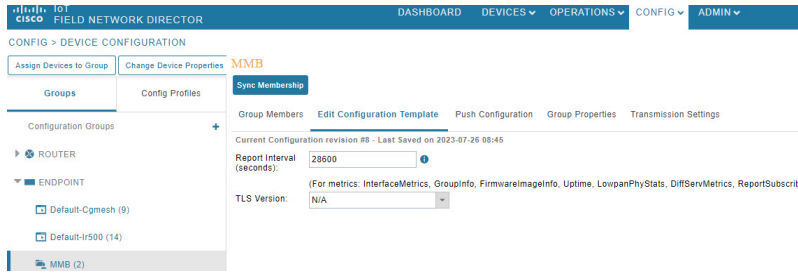 CISCO IoT
FIELD NETWORK DIRECTOR
DASHBOARD DEVICES OPERATIONS CONFIG ADMIN
CONFIG > DEVICE CONFIGURATION
Assign Devices to Group Change Device Properties
MMB
Sync Membership
Groups Config Profiles
Group Members Edit Configuration Template Push Configuration Group Properties Transmission Settings
Configuration Groups +
Current Configuration revision #8 - Last Saved on 2023-07-26 08:45
Report Interval (seconds): 28600
(For metrics: InterfaceMetrics, GroupInfo, FirmwareImageInfo, Uptime, LowpanPhyStats, DiffServMetrics, ReportSubscrib
TLS Version: N/A
ROUTER
ENDPOINT
Default-Cgmesh (9)
Default-Ir500 (14)
MMB (2)